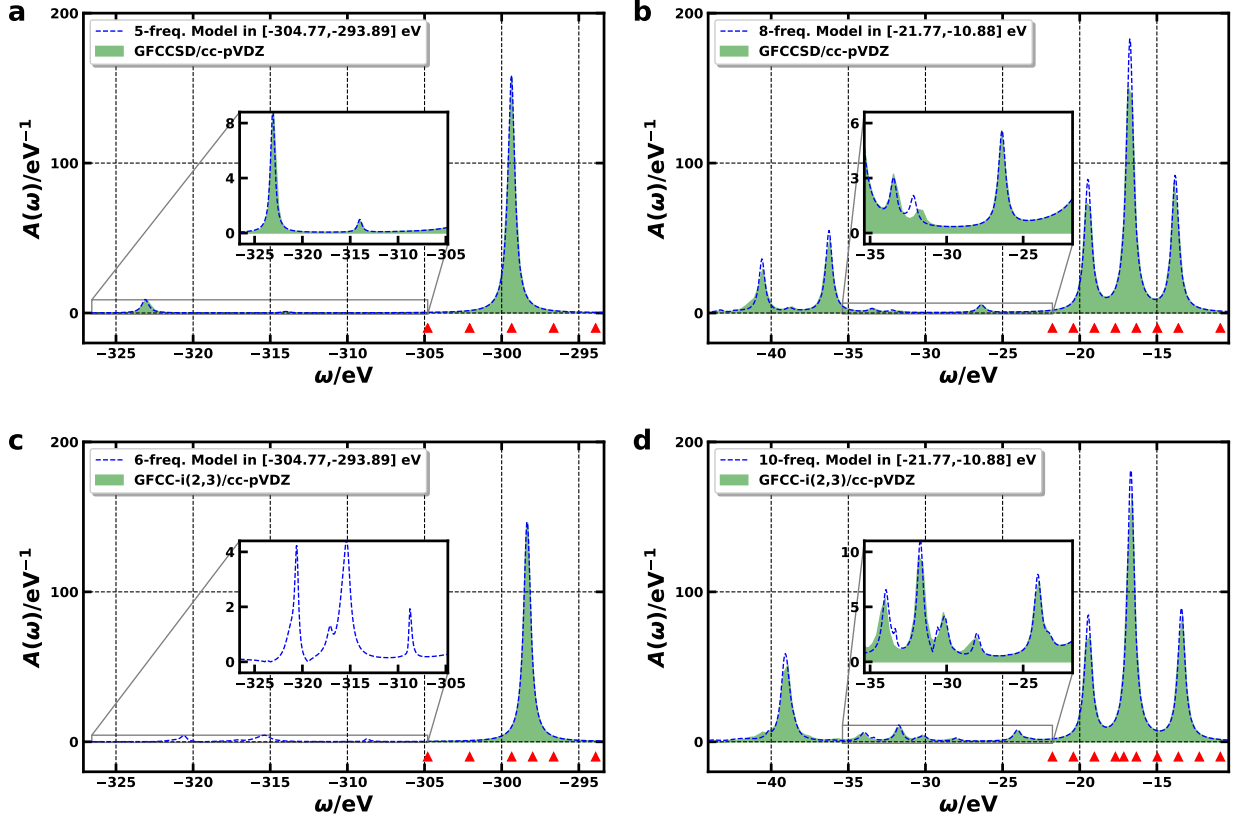 a
200
100
0
A(ω)/eV⁻¹
5-freq. Model in [-304.77,-293.89] eV
GFCCSD/cc-pVDZ
8
4
0
−325 −320 −315 −310 −305
−325 −320 −315 −310 −305 −300 −295
ω/eV
b
200
100
0
A(ω)/eV⁻¹
8-freq. Model in [-21.77,-10.88] eV
GFCCSD/cc-pVDZ
6
3
0
−35 −30 −25
−40 −35 −30 −25 −20 −15
ω/eV
c
200
100
0
A(ω)/eV⁻¹
6-freq. Model in [-304.77,-293.89] eV
GFCC-i(2,3)/cc-pVDZ
4
2
0
−325 −320 −315 −310 −305
−325 −320 −315 −310 −305 −300 −295
ω/eV
d
200
100
0
A(ω)/eV⁻¹
10-freq. Model in [-21.77,-10.88] eV
GFCC-i(2,3)/cc-pVDZ
10
5
0
−35 −30 −25
−40 −35 −30 −25 −20 −15
ω/eV